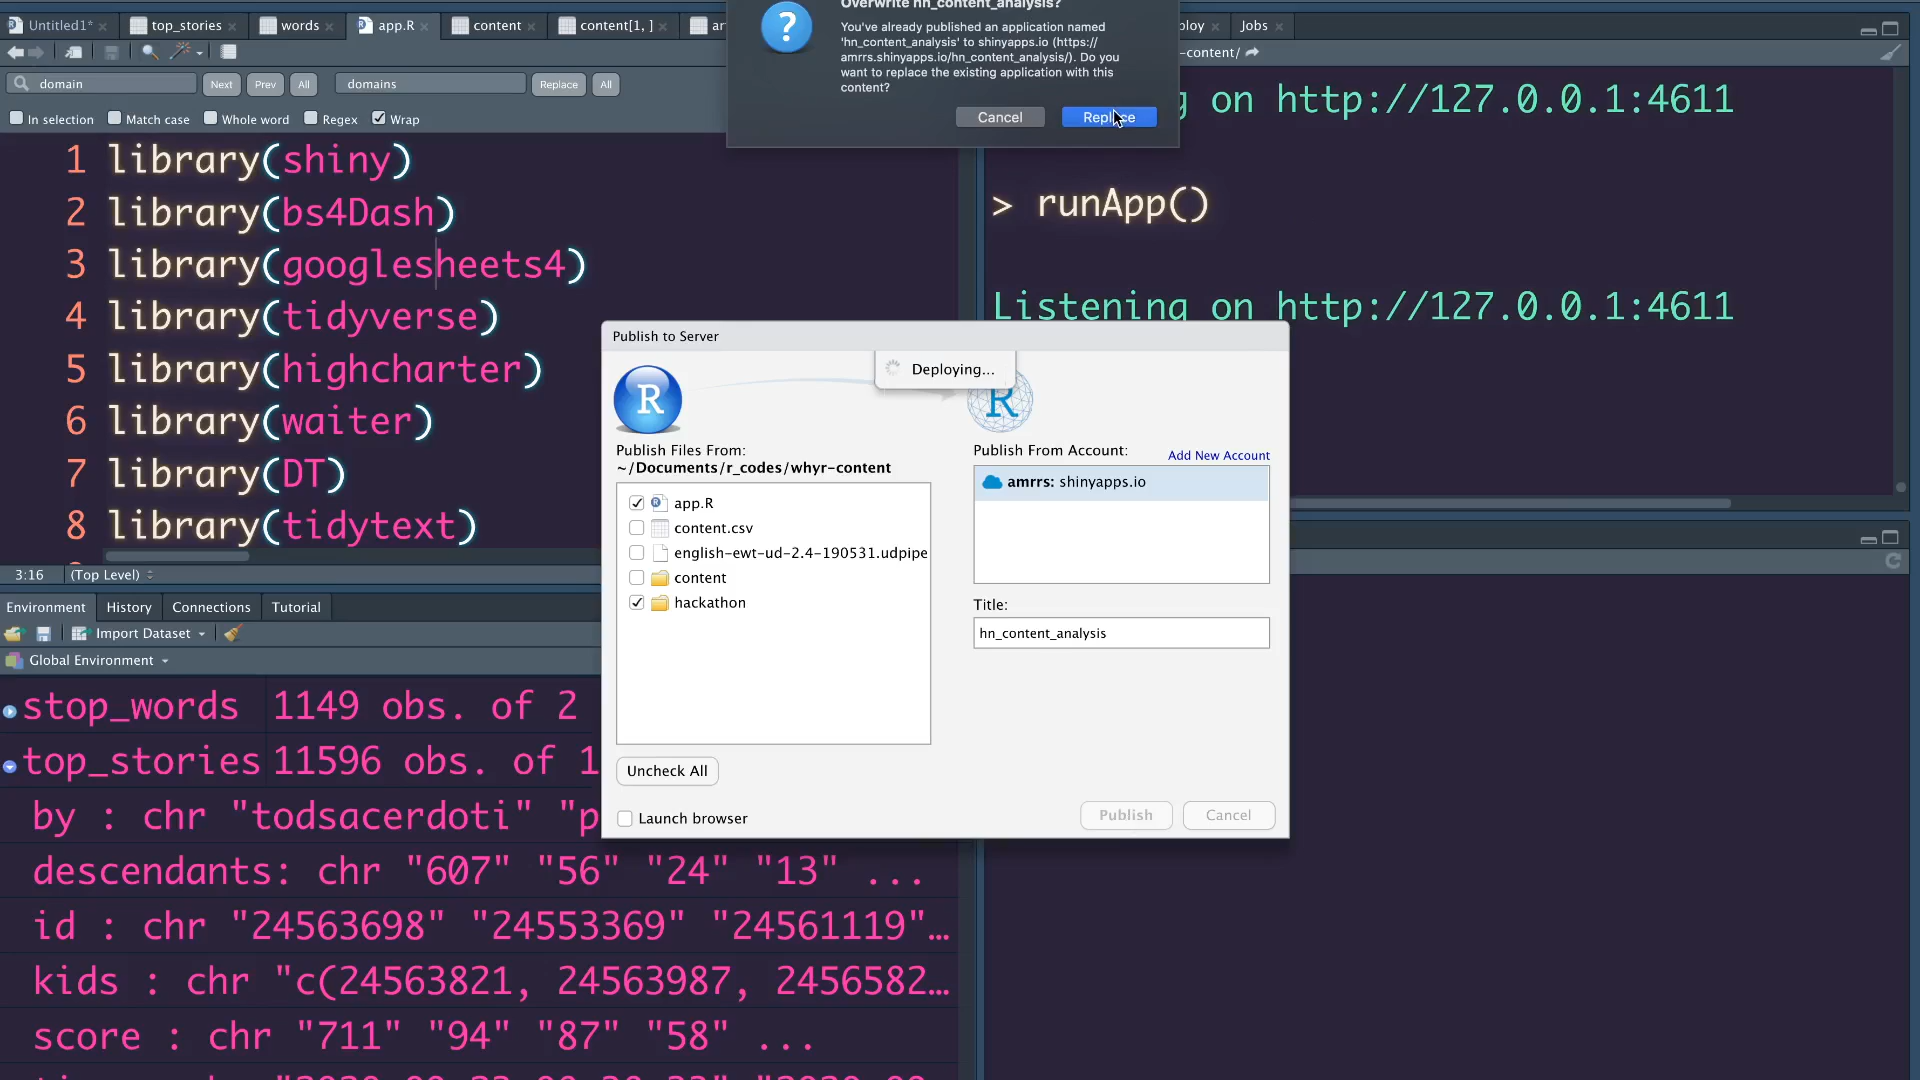 Untitled1*
top_stories
words
app.R
content
content[1, ]
Jobs
Overwrite hn_content_analysis?
You've already published an application named
'hn_content_analysis' to shinyapps.io (https://
amrrs.shinyapps.io/hn_content_analysis/). Do you
want to replace the existing application with this
content?
Cancel
Replace
-content/
domain
Next
Prev
All
domains
Replace
All
In selection
Match case
Whole word
Regex
Wrap
1 library(shiny)
2 library(bs4Dash)
3 library(googlesheets4)
4 library(tidyverse)
5 library(highcharter)
6 library(waiter)
7 library(DT)
8 library(tidytext)
3:16
(Top Level)
g on http://127.0.0.1:4611
> runApp()
Listening on http://127.0.0.1:4611
Publish to Server
Deploying...
Publish Files From:
~/Documents/r_codes/whyr-content
app.R
content.csv
english-ewt-ud-2.4-190531.udpipe
content
hackathon
Uncheck All
Launch browser
Publish From Account:
Add New Account
amrrs: shinyapps.io
Title:
hn_content_analysis
Publish
Cancel
Environment
History
Connections
Tutorial
Import Dataset
Global Environment
stop_words 1149 obs. of 2
top_stories 11596 obs. of 1
by : chr "todsacerdoti" "p
descendants: chr "607" "56" "24" "13" ...
id : chr "24563698" "24553369" "24561119"…
kids : chr "c(24563821, 24563987, 2456582…
score : chr "711" "94" "87" "58" ...